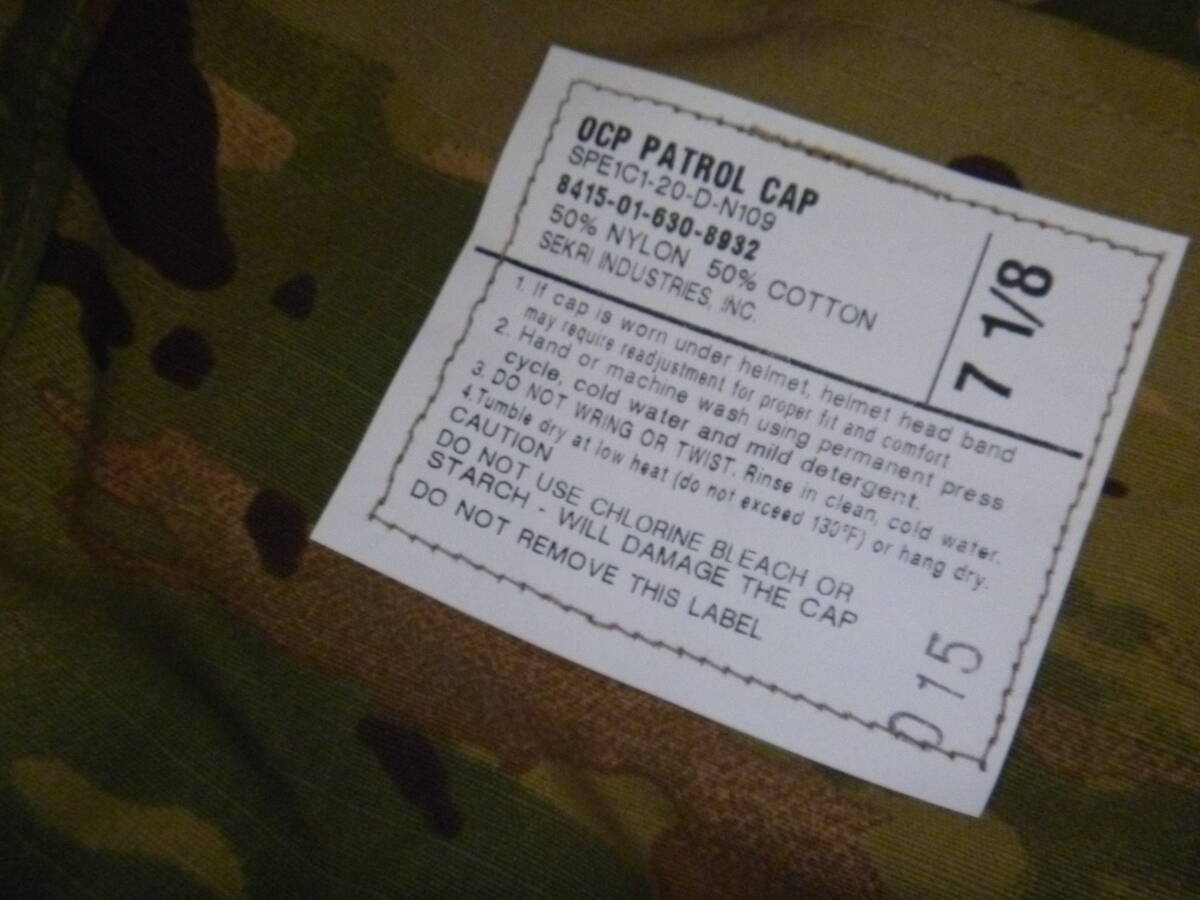 OCP PATROL CAP
SPE1C1-20-D-N109
8415-01-630-8932
50% NYLON 50% COTTON
SEKRI INDUSTRIES, INC.
7 1/8
1. If cap is worn under helmet, helmet head band
may require readjustment for proper fit and comfort
2. Hand or machine wash using permanent press
cycle, cold water and mild detergent.
3. DO NOT WRING OR TWIST. Rinse in clean, cold water.
4. Tumble dry at low heat (do not exceed 130°F) or hang dry.
CAUTION
DO NOT USE CHLORINE BLEACH OR
STARCH - WILL DAMAGE THE CAP
DO NOT REMOVE THIS LABEL
015